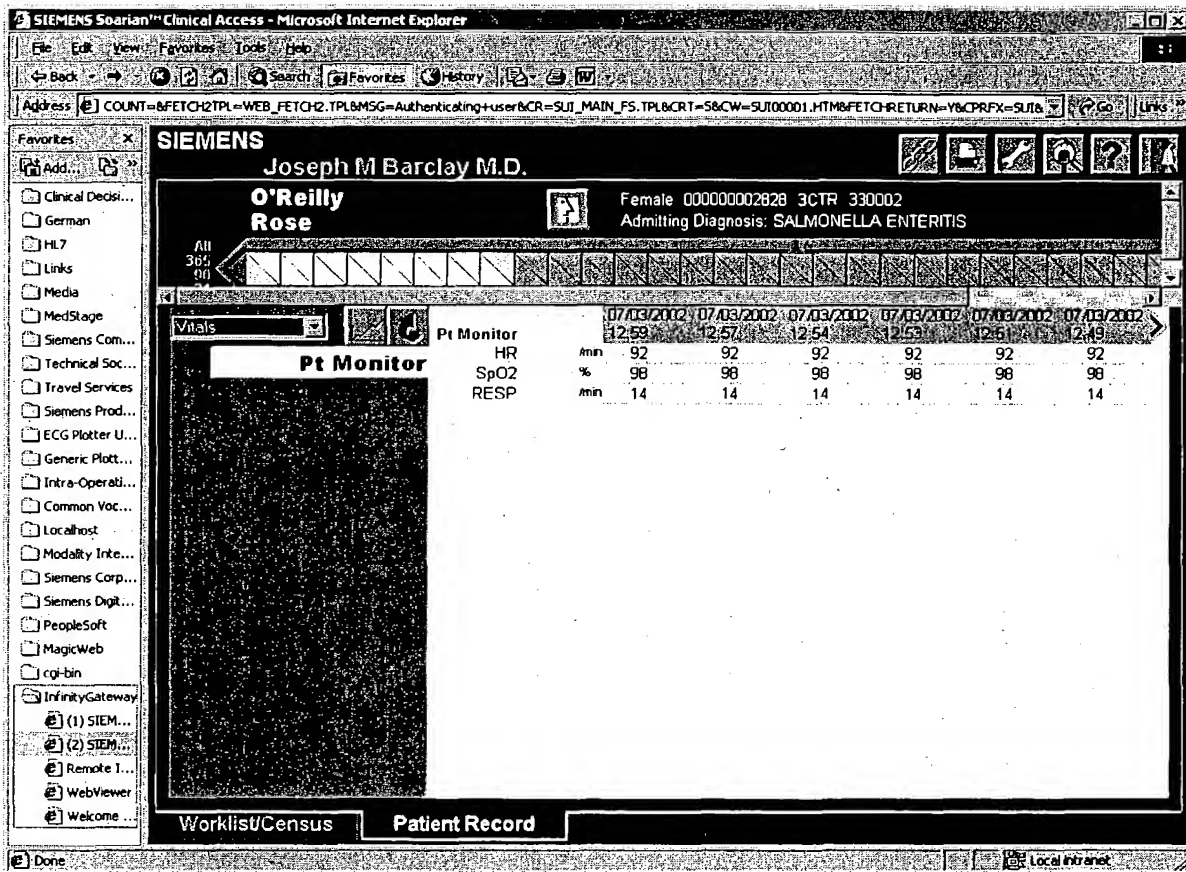 SIEMENS Soarian™ Clinical Access - Microsoft Internet Explorer
File Edit View Favorites Tools Help
Back Search Favorites History
Address COUNT=&FETCH2TPL=WEB_FETCH2.TPL&MSG=Authenticating+user&CR=SUI_MAIN_FS.TPL&CRT=S&CW=SUI00001.HTM&FETCHRETURN=Y&CPRFX=SUI& Go Links »
Favorites ×
Add... »
Clinical Decisi...
German
HL7
Links
Media
MedStage
Siemens Com...
Technical Soc...
Travel Services
Siemens Prod...
ECG Plotter U...
Generic Plott...
Intra-Operati...
Common Voc...
Localhost
Modality Inte...
Siemens Corp...
Siemens Digit...
PeopleSoft
MagicWeb
cgi-bin
InfinityGateway
(1) SIEM...
(2) SIEM...
Remote I...
WebViewer
Welcome ...
SIEMENS
Joseph M Barclay M.D.
O'Reilly
Rose
Female 000000002828 3CTR 330002
Admitting Diagnosis: SALMONELLA ENTERITIS
All
365
90
Vitals
Pt Monitor
Pt Monitor
07/03/2002 07/03/2002 07/03/2002 07/03/2002 07/03/2002 07/03/2002
12:59 12:57 12:54 12:53 12:51 12:49
HR /min 92 92 92 92 92 92
SpO2 % 98 98 98 98 98 98
RESP /min 14 14 14 14 14 14
Worklist/Census Patient Record
Done Local intranet